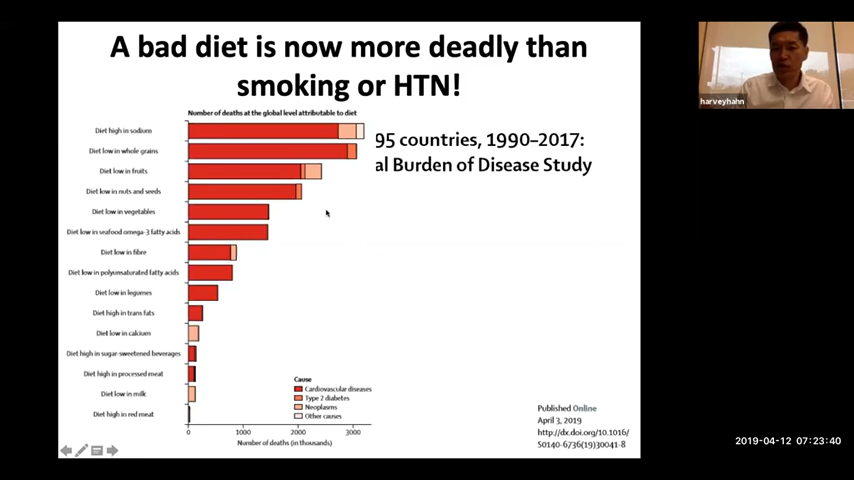 A bad diet is now more deadly than
smoking or HTN!
Number of deaths at the global level attributable to diet
Diet high in sodium
Diet low in whole grains
Diet low in fruits
Diet low in nuts and seeds
Diet low in vegetables
Diet low in seafood omega-3 fatty acids
Diet low in fibre
Diet low in polyunsaturated fatty acids
Diet low in legumes
Diet high in trans fats
Diet low in calcium
Diet high in sugar-sweetened beverages
Diet high in processed meat
Diet low in milk
Diet high in red meat
0 1000 2000 3000
Number of deaths (in thousands)
Cause
Cardiovascular diseases
Type 2 diabetes
Neoplasms
Other causes
95 countries, 1990–2017:
al Burden of Disease Study
Published Online
April 3, 2019
http://dx.doi.org/10.1016/
S0140-6736(19)30041-8
harveyhahn
2019-04-12 07:23:40